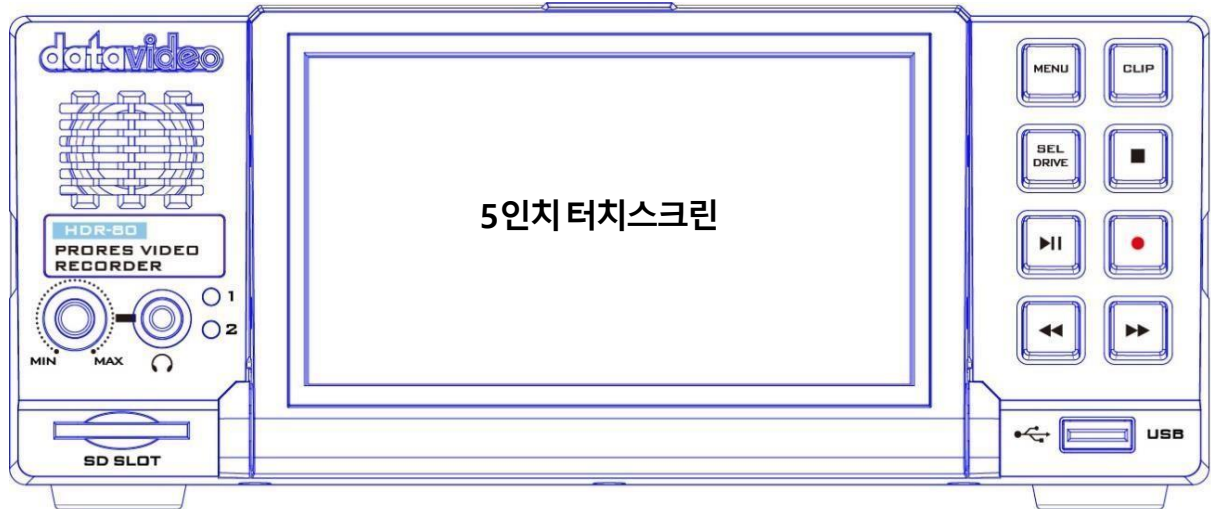 datavideo
HDR-80
PRORES VIDEO
RECORDER
MIN
MAX
1
2
SD SLOT
5인치 터치스크린
MENU
CLIP
SEL
DRIVE
USB